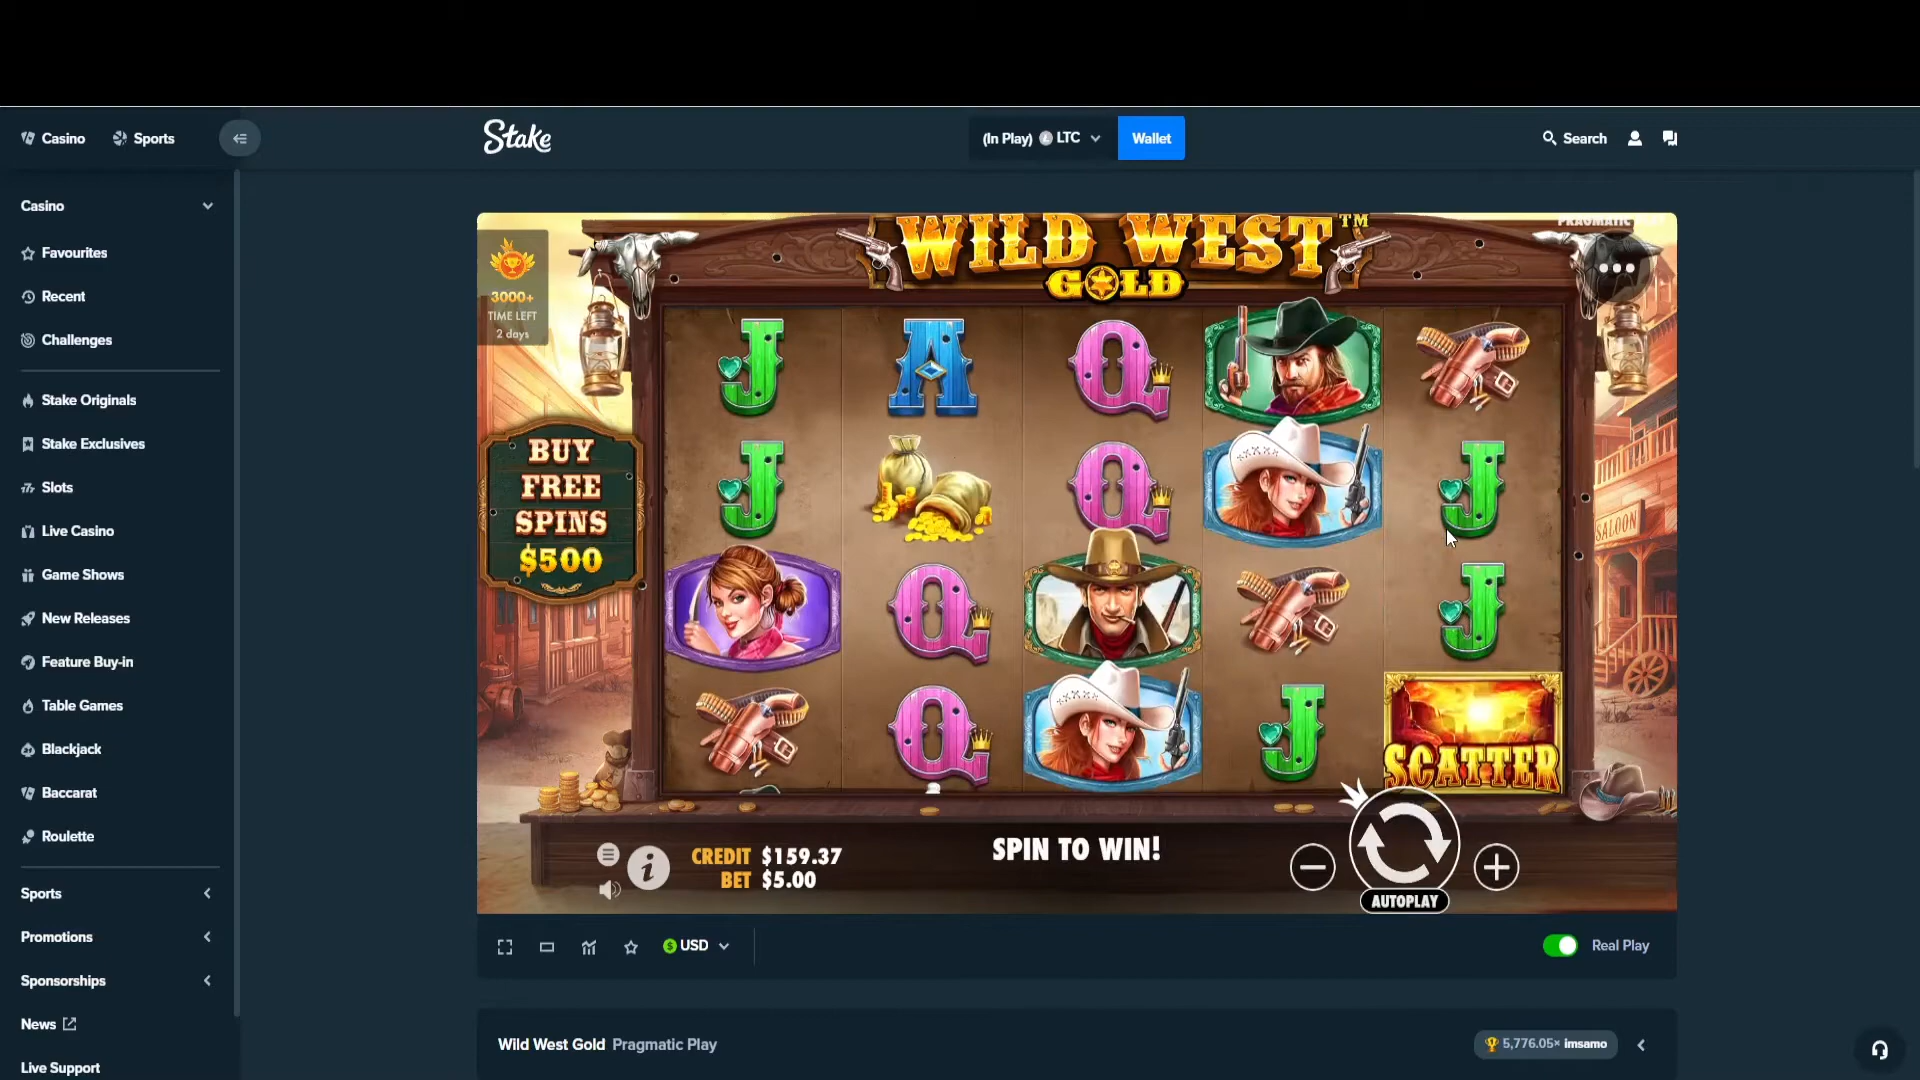 Casino
Sports
Stake
(In Play) LTC
Wallet
Search
Casino
Favourites
Recent
Challenges
Stake Originals
Stake Exclusives
Slots
Live Casino
Game Shows
New Releases
Feature Buy-in
Table Games
Blackjack
Baccarat
Roulette
Sports
Promotions
Sponsorships
News
Live Support
WILD WEST™
GOLD
PRAGMATIC
3000+
TIME LEFT
2 days
BUY
FREE
SPINS
$500
J A Q
J Q J
Q J
Q J
SCATTER
SALOON
CREDIT $159.37
BET $5.00
SPIN TO WIN!
AUTOPLAY
USD
Real Play
Wild West Gold Pragmatic Play
5,776.05× imsamo